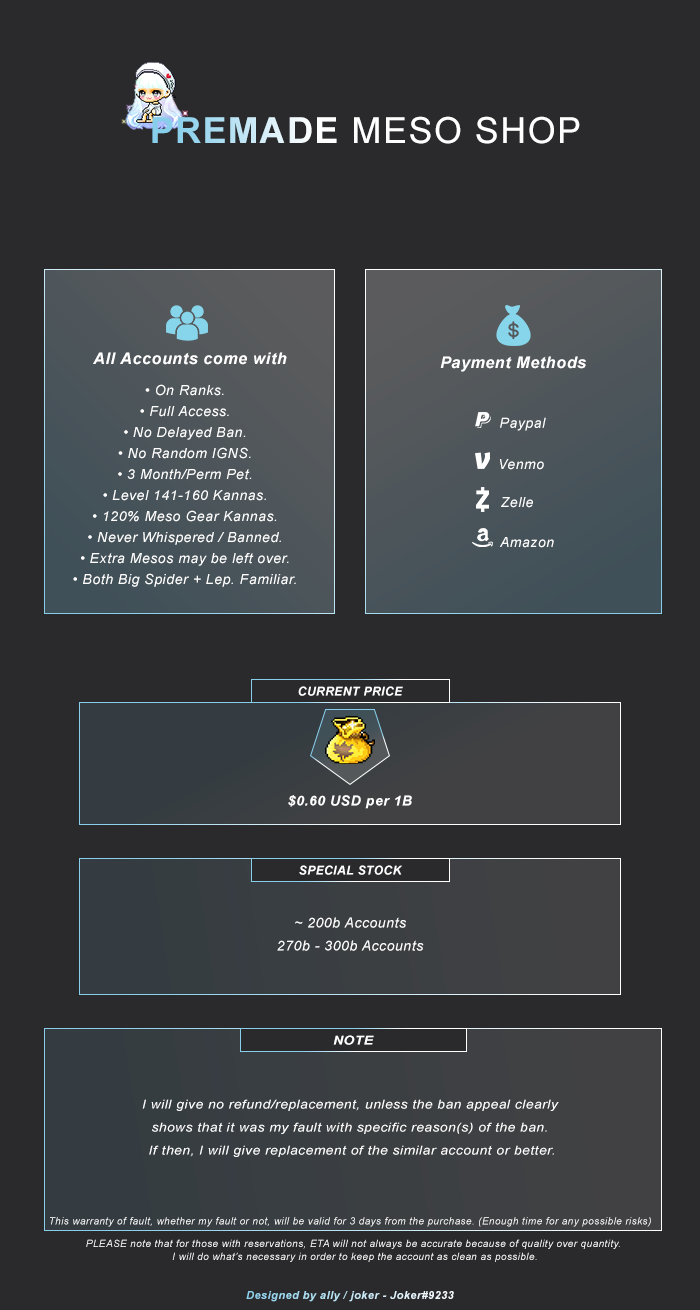 PREMADE MESO SHOP
All Accounts come with
• On Ranks.
• Full Access.
• No Delayed Ban.
• No Random IGNS.
• 3 Month/Perm Pet.
• Level 141-160 Kannas.
• 120% Meso Gear Kannas.
• Never Whispered / Banned.
• Extra Mesos may be left over.
• Both Big Spider + Lep. Familiar.
$
Payment Methods
Paypal
Venmo
Zelle
Amazon
CURRENT PRICE
$0.60 USD per 1B
SPECIAL STOCK
~ 200b Accounts
270b - 300b Accounts
NOTE
I will give no refund/replacement, unless the ban appeal clearly
shows that it was my fault with specific reason(s) of the ban.
If then, I will give replacement of the similar account or better.
This warranty of fault, whether my fault or not, will be valid for 3 days from the purchase. (Enough time for any possible risks)
PLEASE note that for those with reservations, ETA will not always be accurate because of quality over quantity.
I will do what's necessary in order to keep the account as clean as possible.
Designed by ally / joker - Joker#9233